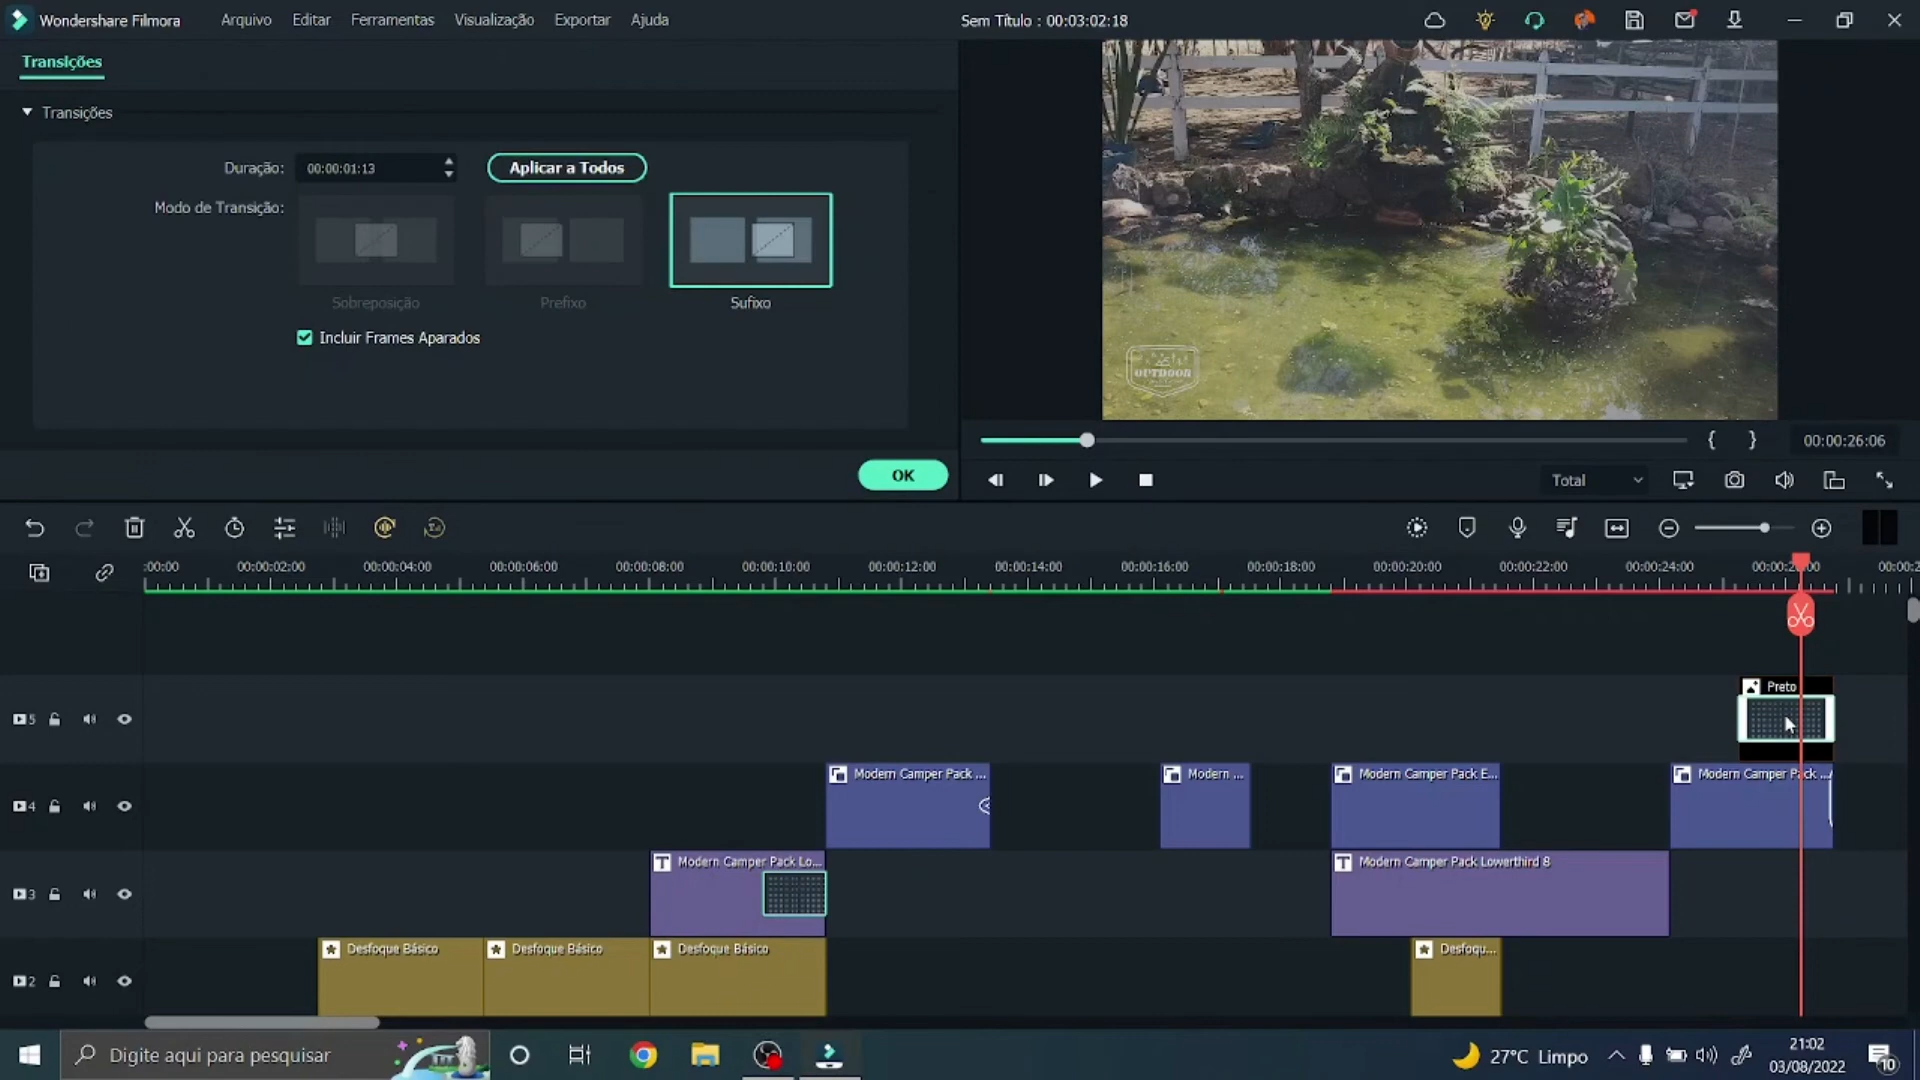 Wondershare Filmora
Arquivo
Editar
Ferramentas
Visualização
Exportar
Ajuda
Sem Título : 00:03:02:18
Transições
Transições
Duração:
00:00:01:13
Aplicar a Todos
Modo de Transição:
Sobreposição
Prefixo
Sufixo
Incluir Frames Aparados
OK
OUTDOOR
00:00:26:06
Total
:00:00
00:00:02:00
00:00:04:00
00:00:06:00
00:00:08:00
00:00:10:00
00:00:12:00
00:00:14:00
00:00:16:00
00:00:18:00
00:00:20:00
00:00:22:00
00:00:24:00
Preto
5
Modern Camper Pack ...
Modern ...
Modern Camper Pack E...
Modern Camper Pack ...
4
Modern Camper Pack Lo...
Modern Camper Pack Lowerthird 8
3
Desfoque Básico
Desfoque Básico
Desfoque Básico
Desfoqu...
2
Digite aqui para pesquisar
27°C Limpo
21:02
03/08/2022
10